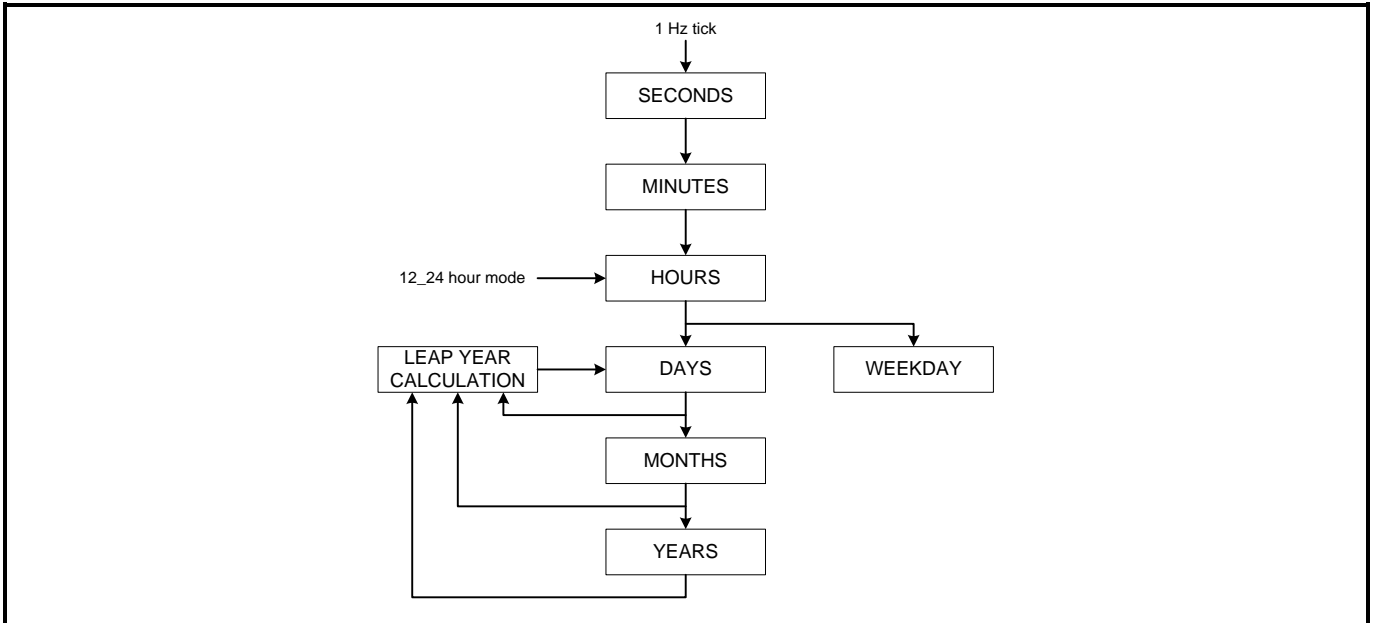 1 Hz tick
SECONDS
MINUTES
12_24 hour mode
HOURS
LEAP YEAR
CALCULATION
DAYS
WEEKDAY
MONTHS
YEARS